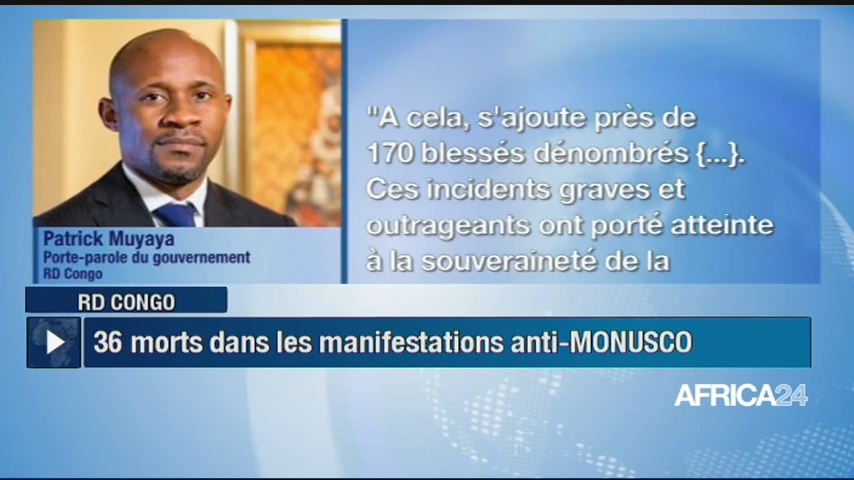 "A cela, s'ajoute près de
170 blessés dénombrés {...}.
Ces incidents graves et
outrageants ont porté atteinte
à la souveraineté de la
Patrick Muyaya
Porte-parole du gouvernement
RD Congo
RD CONGO
36 morts dans les manifestations anti-MONUSCO
AFRICA24